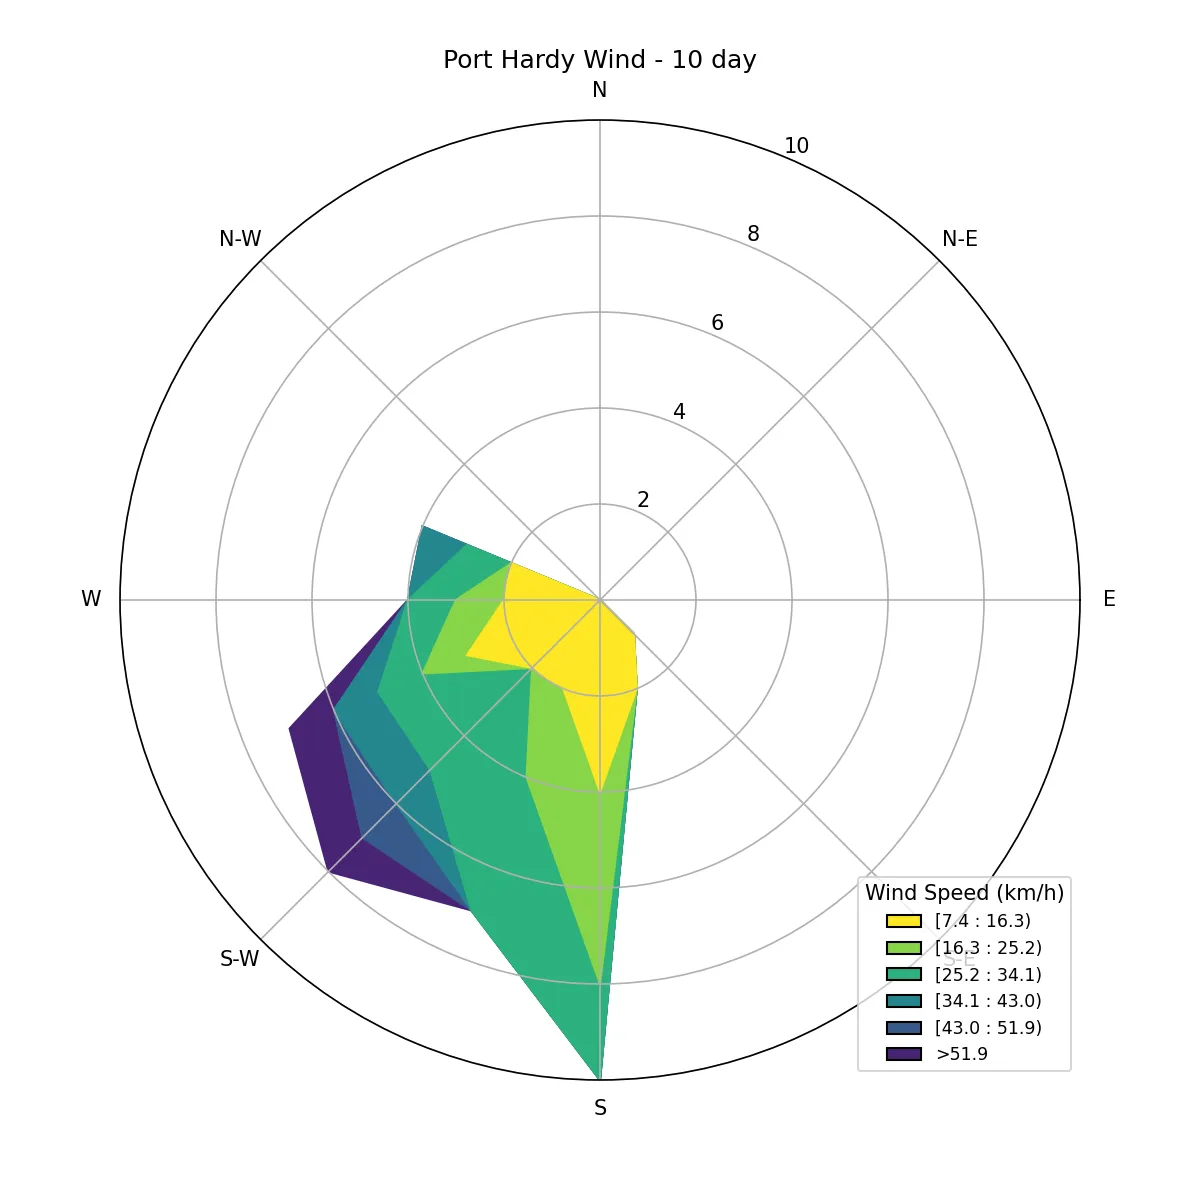 Port Hardy Wind - 10 day
N
10
N-W
8
N-E
6
4
2
W
E
Wind Speed (km/h)
[7.4 : 16.3)
[16.3 : 25.2)
S-W
S-E
[25.2 : 34.1)
[34.1 : 43.0)
[43.0 : 51.9)
>51.9
S